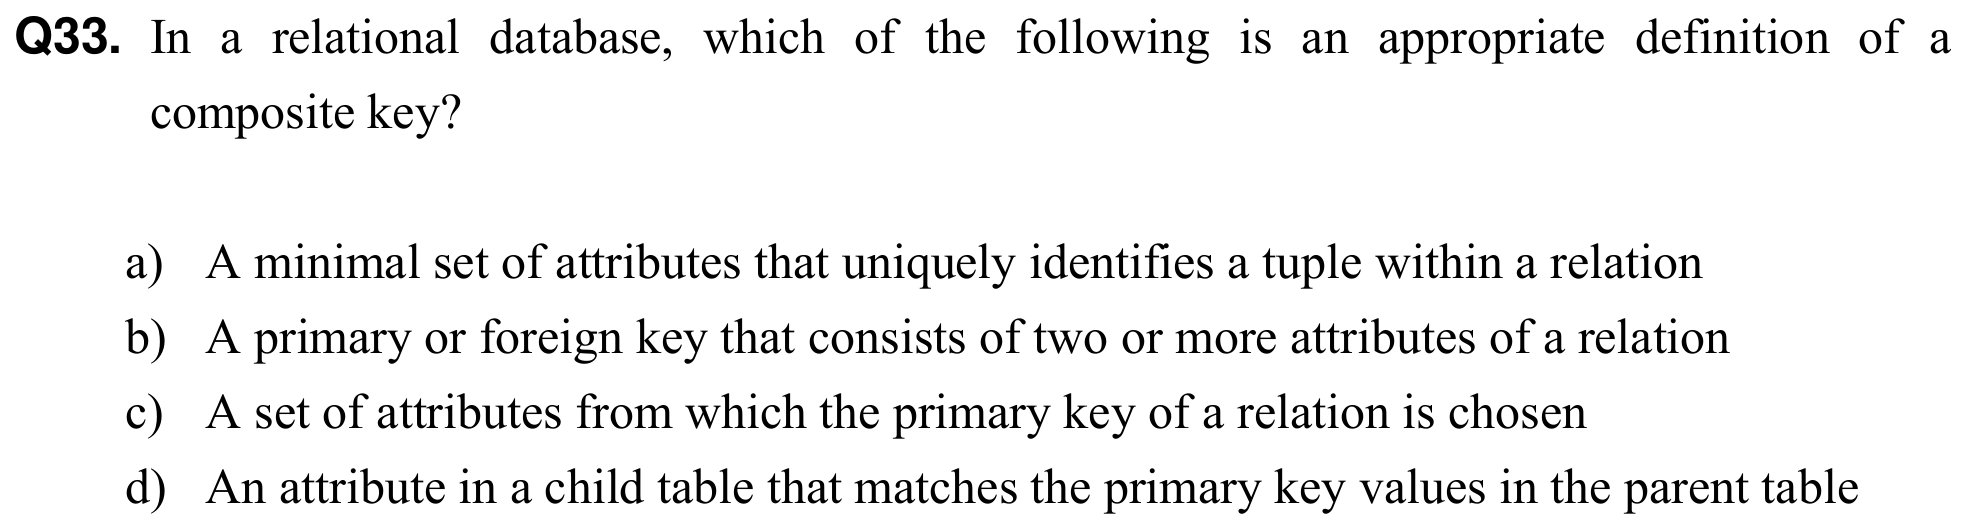 Q33. In a relational database, which of the following is an appropriate definition of a
composite key?
a) A minimal set of attributes that uniquely identifies a tuple within a relation
b) A primary or foreign key that consists of two or more attributes of a relation
c) A set of attributes from which the primary key of a relation is chosen
d) An attribute in a child table that matches the primary key values in the parent table